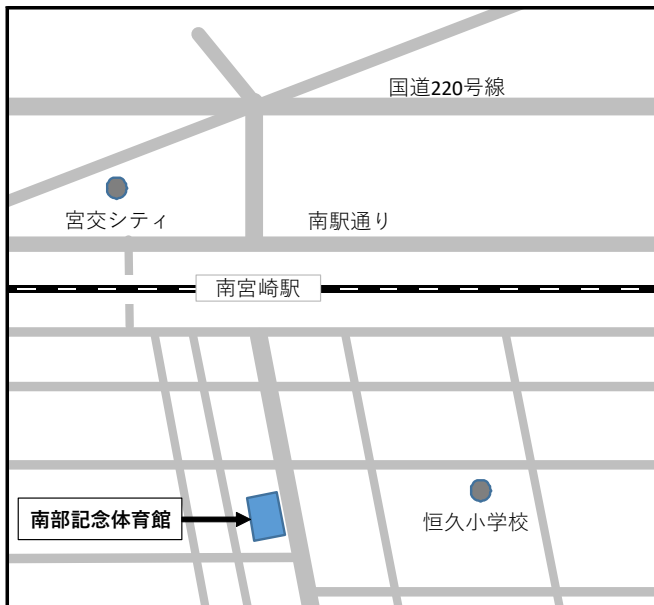 国道220号線
宮交シティ
南駅通り
南宮崎駅
南部記念体育館
恒久小学校